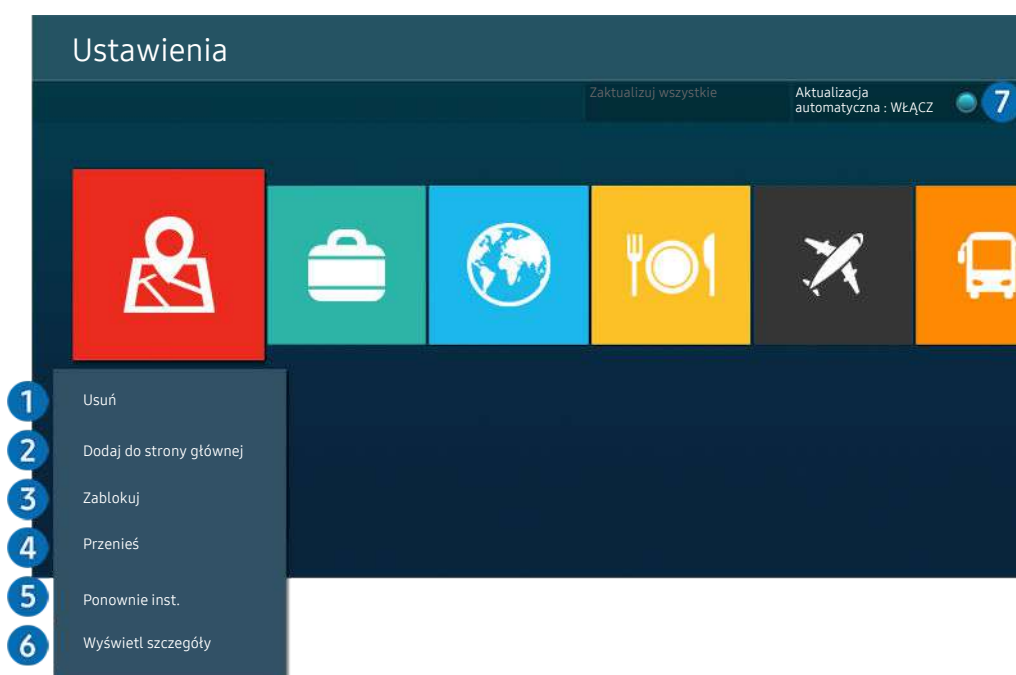 Ustawienia
Zaktualizuj wszystkie
Aktualizacja
automatyczna : WŁĄCZ
7
1
Usuń
2
Dodaj do strony głównej
3
Zablokuj
4
Przenieś
5
Ponownie inst.
6
Wyświetl szczegóły